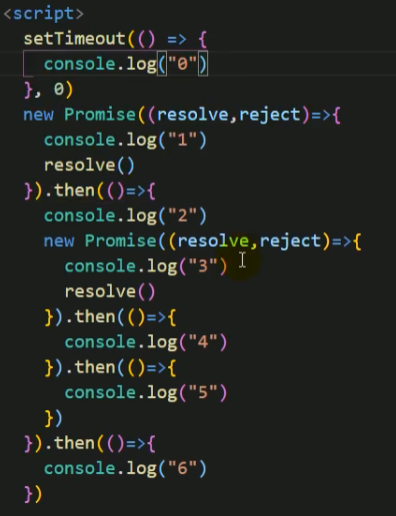 <script>
setTimeout(() => {
console.log("0")
}, 0)
new Promise((resolve,reject)=>{
console.log("1")
resolve()
}).then(()=>{
console.log("2")
new Promise((resolve,reject)=>{
console.log("3")
resolve()
}).then(()=>{
console.log("4")
}).then(()=>{
console.log("5")
})
}).then(()=>{
console.log("6")
})